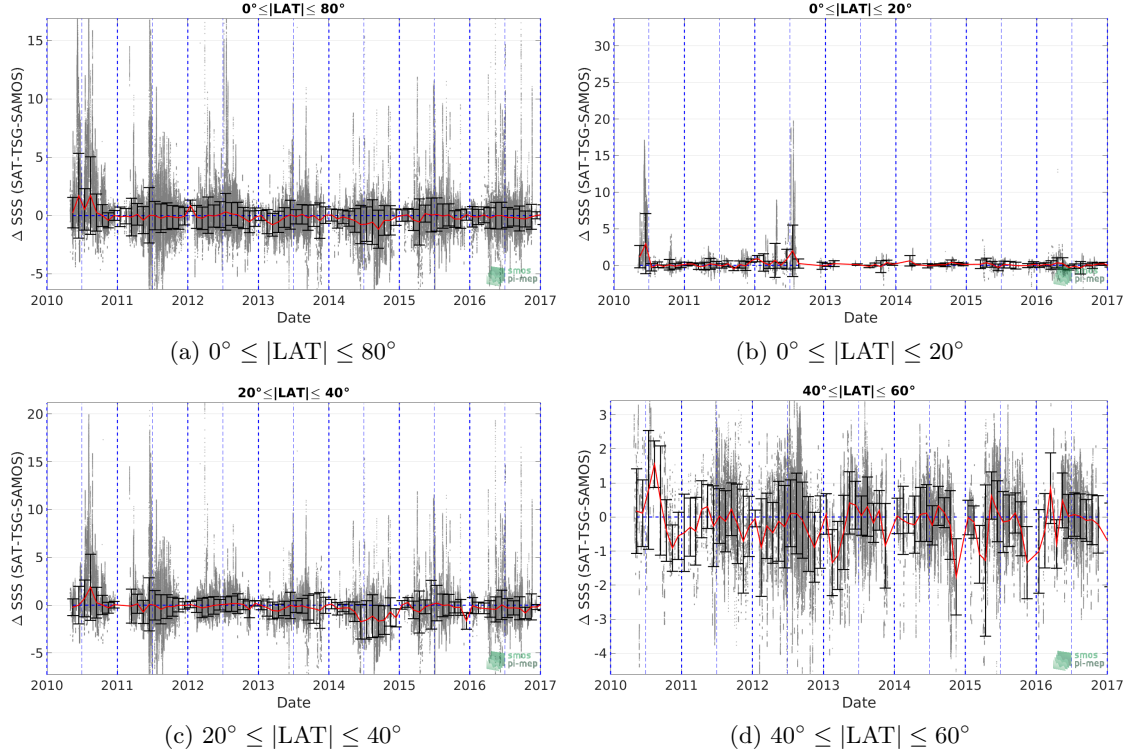 0°≤|LAT|≤ 80°
Δ SSS (SAT-TSG-SAMOS)
15
10
5
0
-5
2010 2011 2012 2013 2014 2015 2016 2017
Date
smos
pi-mep
(a) 0° ≤ |LAT| ≤ 80°
0°≤|LAT|≤ 20°
Δ SSS (SAT-TSG-SAMOS)
30
25
20
15
10
5
0
2010 2011 2012 2013 2014 2015 2016 2017
Date
smos
pi-mep
(b) 0° ≤ |LAT| ≤ 20°
20°≤|LAT|≤ 40°
Δ SSS (SAT-TSG-SAMOS)
20
15
10
5
0
-5
2010 2011 2012 2013 2014 2015 2016 2017
Date
smos
pi-mep
(c) 20° ≤ |LAT| ≤ 40°
40°≤|LAT|≤ 60°
Δ SSS (SAT-TSG-SAMOS)
3
2
1
0
-1
-2
-3
-4
2010 2011 2012 2013 2014 2015 2016 2017
Date
smos
pi-mep
(d) 40° ≤ |LAT| ≤ 60°